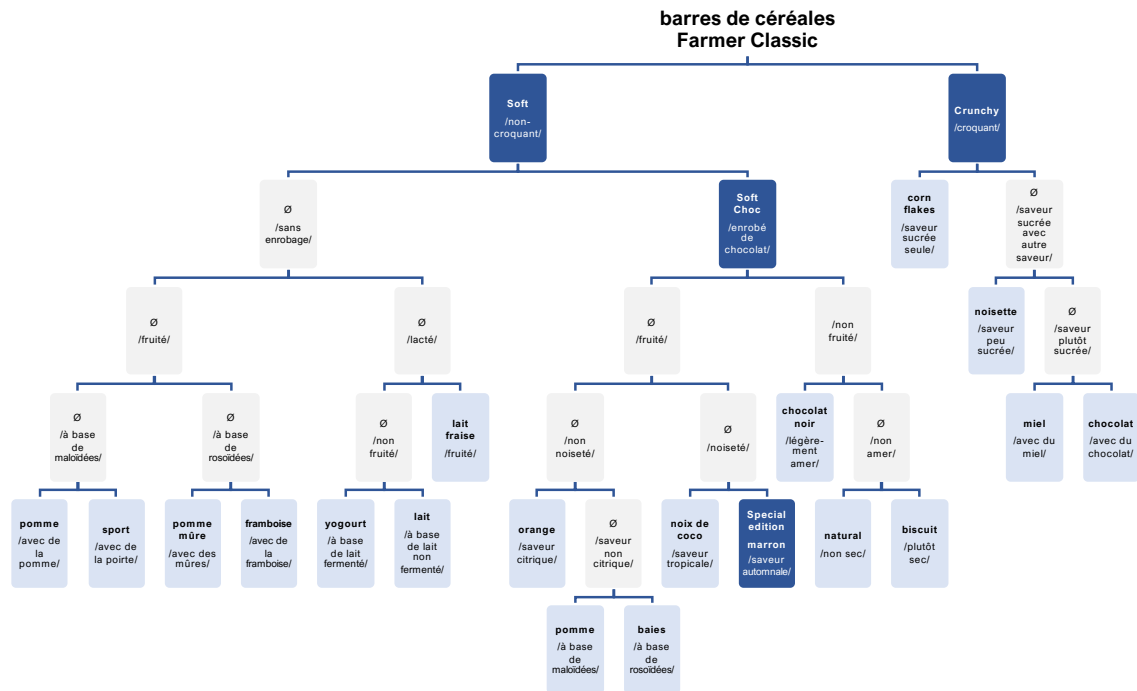 barres de céréales
Farmer Classic
Soft
/non-
croquant/
Crunchy
/croquant/
Ø
/sans
enrobage/
Soft
Choc
/enrobé
de
chocolat/
corn
flakes
/saveur
sucrée
seule/
Ø
/saveur
sucrée
avec
autre
saveur/
Ø
/fruité/
Ø
/lacté/
Ø
/fruité/
/non
fruité/
noisette
/saveur
peu
sucrée/
Ø
/saveur
plutôt
sucrée/
Ø
/à base
de
maloïdées/
Ø
/à base
de
rosoïdées/
Ø
/non
fruité/
lait
fraise
/fruité/
Ø
/non
noiseté/
Ø
/noiseté/
chocolat
noir
/légère-
ment
amer/
Ø
/non
amer/
miel
/avec du
miel/
chocolat
/avec du
chocolat/
pomme
/avec de
la
pomme/
sport
/avec de
la poirte/
pomme
mûre
/avec des
mûres/
framboise
/avec de
la
framboise/
yogourt
/à base
de lait
fermenté/
lait
/à base
de lait
non
fermenté/
orange
/saveur
citrique/
Ø
/saveur
non
citrique/
noix de
coco
/saveur
tropicale/
Special
edition
marron
/saveur
automnale/
natural
/non sec/
biscuit
/plutôt
sec/
pomme
/à base
de
maloïdées/
baies
/à base
de
rosoïdées/